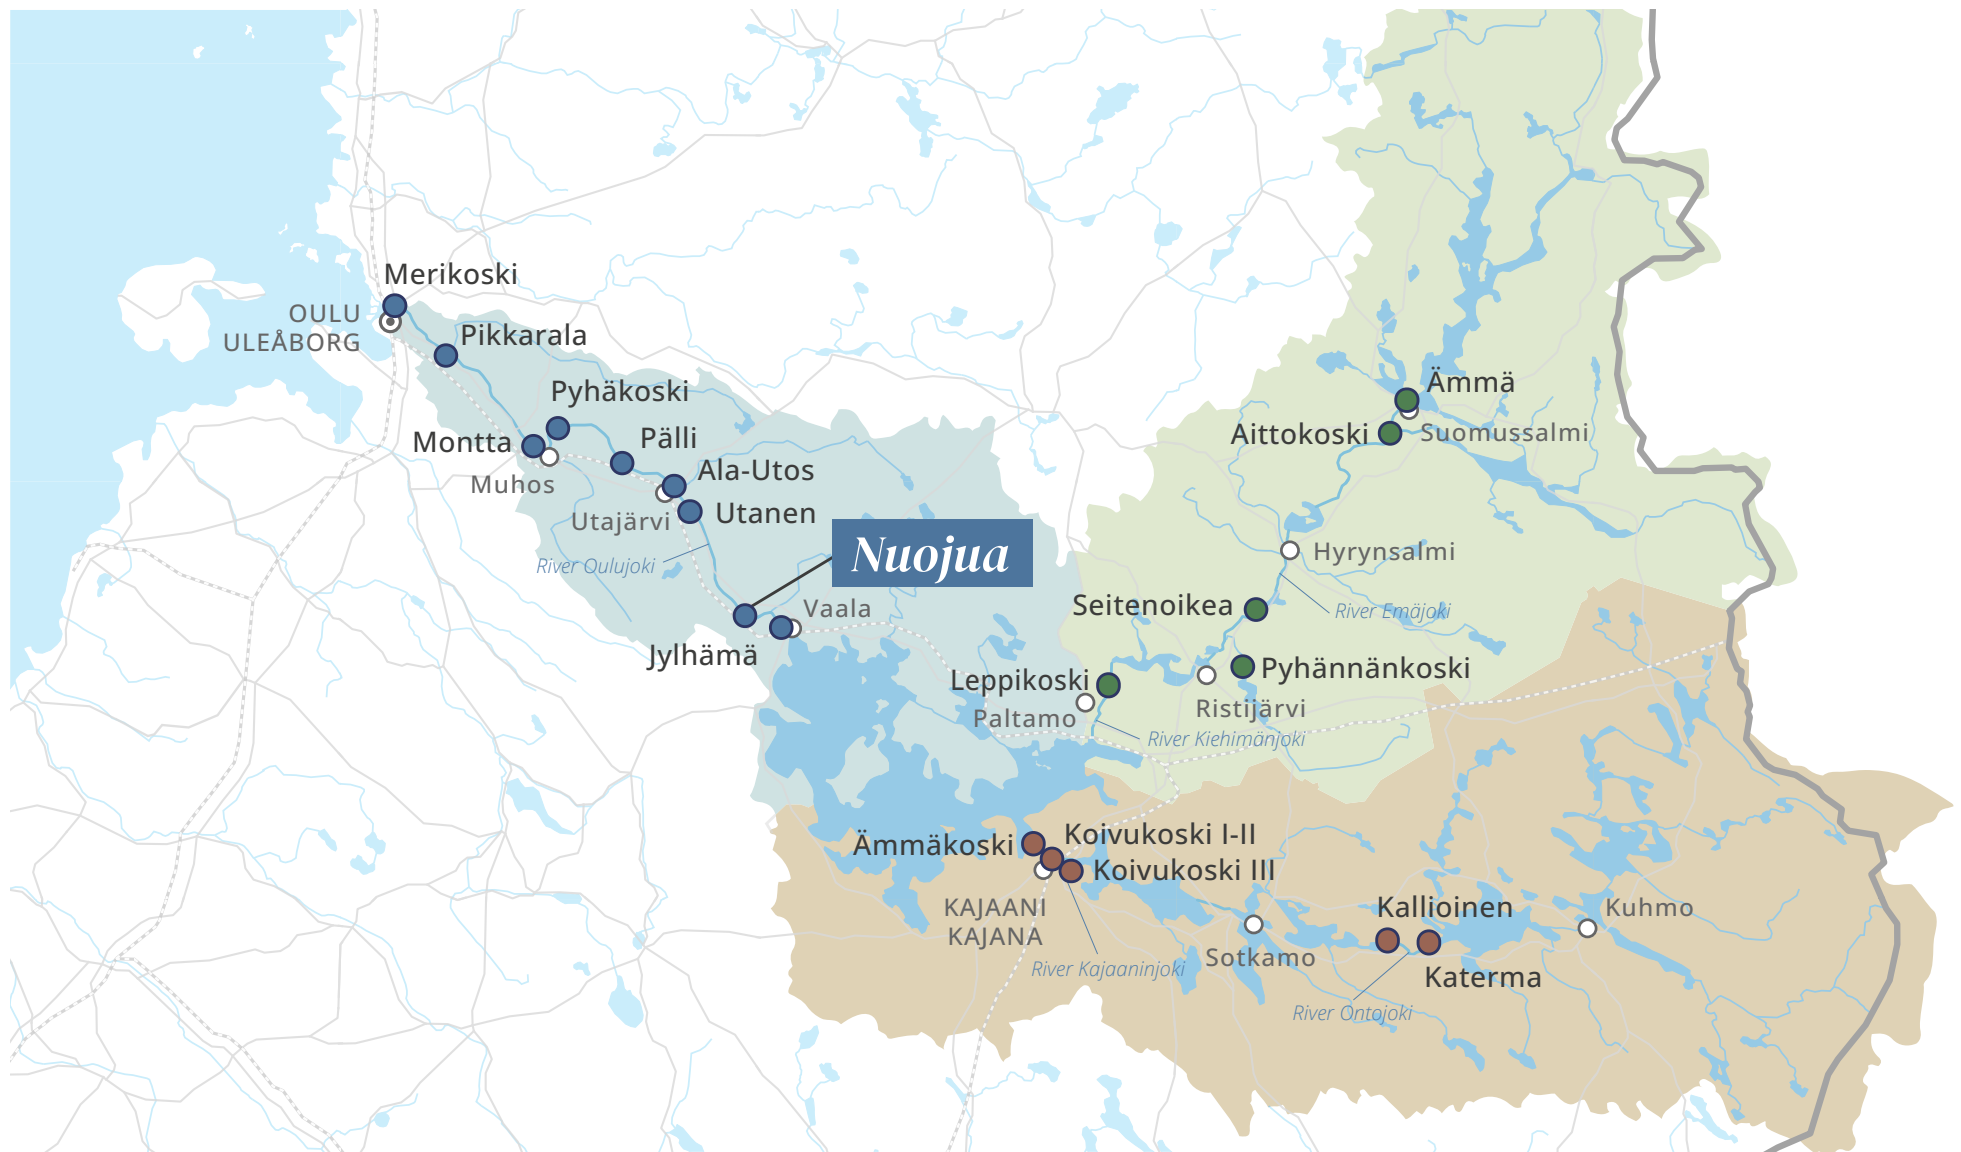 Merikoski
OULU
ULEÅBORG
Pikkarala
Pyhäkoski
Montta
Muhos
Pälli
Ala-Utos
Utajärvi
Utanen
River Oulujoki
Nuojua
Vaala
Jylhämä
Ämmä
Aittokoski
Suomussalmi
Hyrynsalmi
Seitenoikea
River Emäjoki
Leppikoski
Pyhännänkoski
Paltamo
Ristijärvi
River Kiehimänjoki
Ämmäkoski
Koivukoski I-II
Koivukoski III
KAJAANI
KAJANA
River Kajaaninjoki
Sotkamo
Kallioinen
Kuhmo
Katerma
River Ontojoki